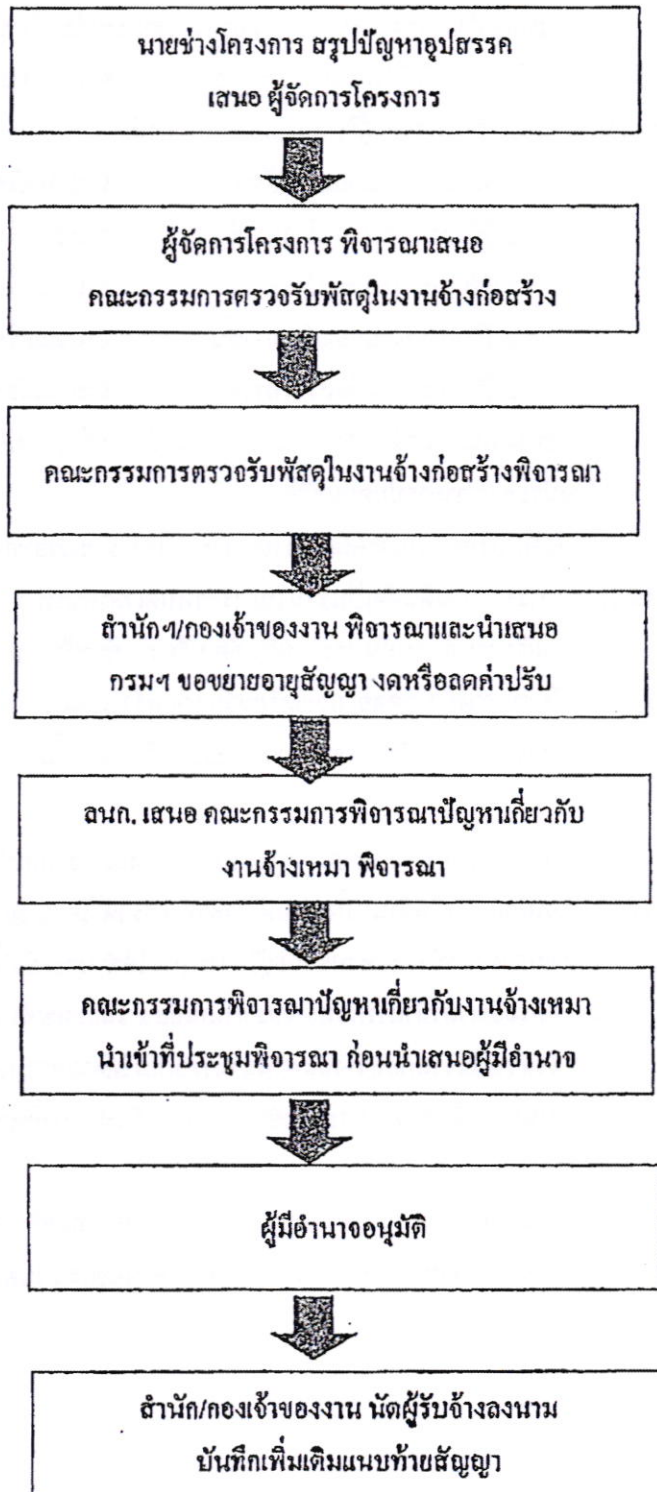 นายช่างโครงการ สรุปปัญหาอุปสรรค
เสนอ ผู้จัดการโครงการ
ผู้จัดการโครงการ พิจารณาเสนอ
คณะกรรมการตรวจรับพัสดุในงานจ้างก่อสร้าง
คณะกรรมการตรวจรับพัสดุในงานจ้างก่อสร้างพิจารณา
สำนักฯ/กองเจ้าของงาน พิจารณาและนำเสนอ
กรมฯ ขอขยายอายุสัญญา งดหรือลดค่าปรับ
ลนก. เสนอ คณะกรรมการพิจารณาปัญหาเกี่ยวกับ
งานจ้างเหมา พิจารณา
คณะกรรมการพิจารณาปัญหาเกี่ยวกับงานจ้างเหมา
นำเข้าที่ประชุมพิจารณา ก่อนนำเสนอผู้มีอำนาจ
ผู้มีอำนาจอนุมัติ
สำนัก/กองเจ้าของงาน นัดผู้รับจ้างลงนาม
บันทึกเพิ่มเติมแนบท้ายสัญญา